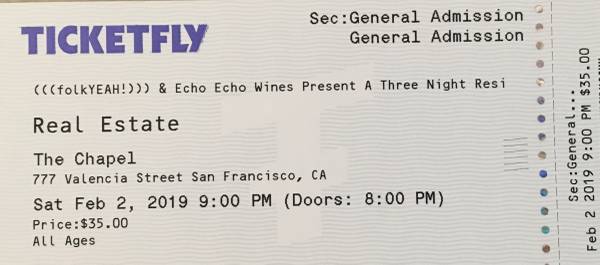 TICKETFLY
Sec:General Admission
General Admission
(((folkYEAH!))) & Echo Echo Wines Present A Three Night Resi
Real Estate
The Chapel
777 Valencia Street San Francisco, CA
Sat Feb 2, 2019 9:00 PM (Doors: 8:00 PM)
Price:$35.00
All Ages
Sec:General...
Feb 2 2019 9:00 PM $35.00